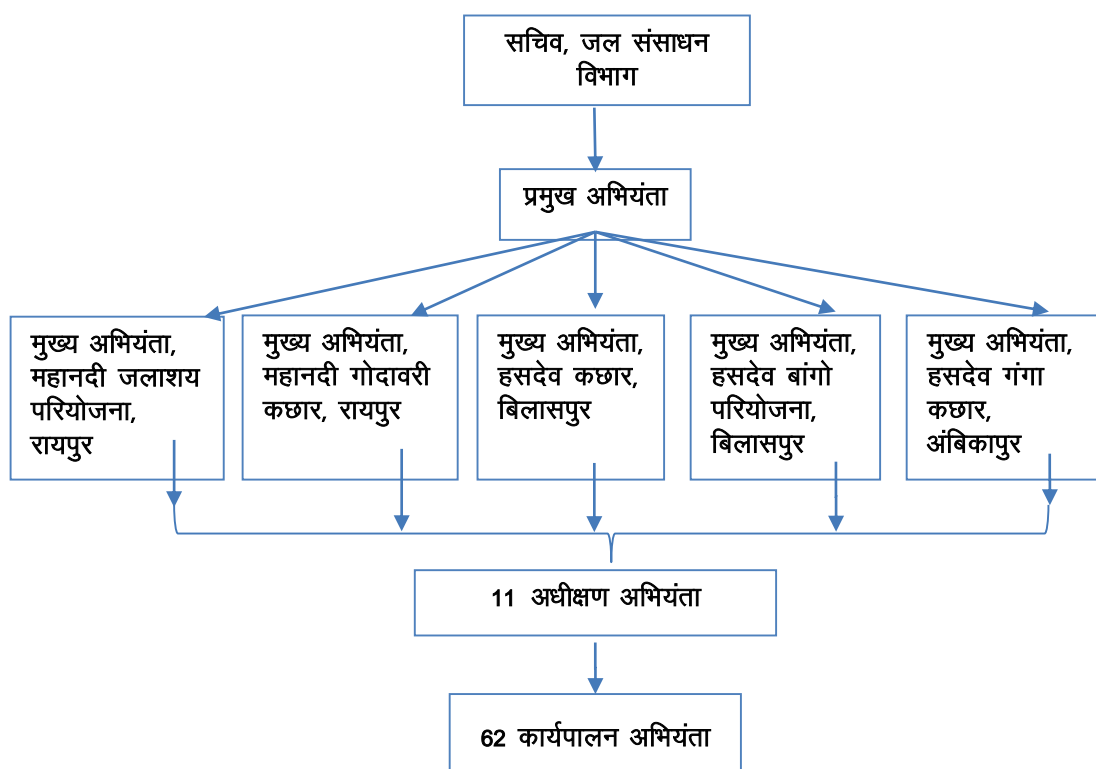 सचिव, जल संसाधन
विभाग
प्रमुख अभियंता
मुख्य अभियंता,
महानदी जलाशय
परियोजना,
रायपुर
मुख्य अभियंता,
महानदी गोदावरी
कछार, रायपुर
मुख्य अभियंता,
हसदेव कछार,
बिलासपुर
मुख्य अभियंता,
हसदेव बांगो
परियोजना,
बिलासपुर
मुख्य अभियंता,
हसदेव गंगा
कछार,
अंबिकापुर
11 अधीक्षण अभियंता
62 कार्यपालन अभियंता